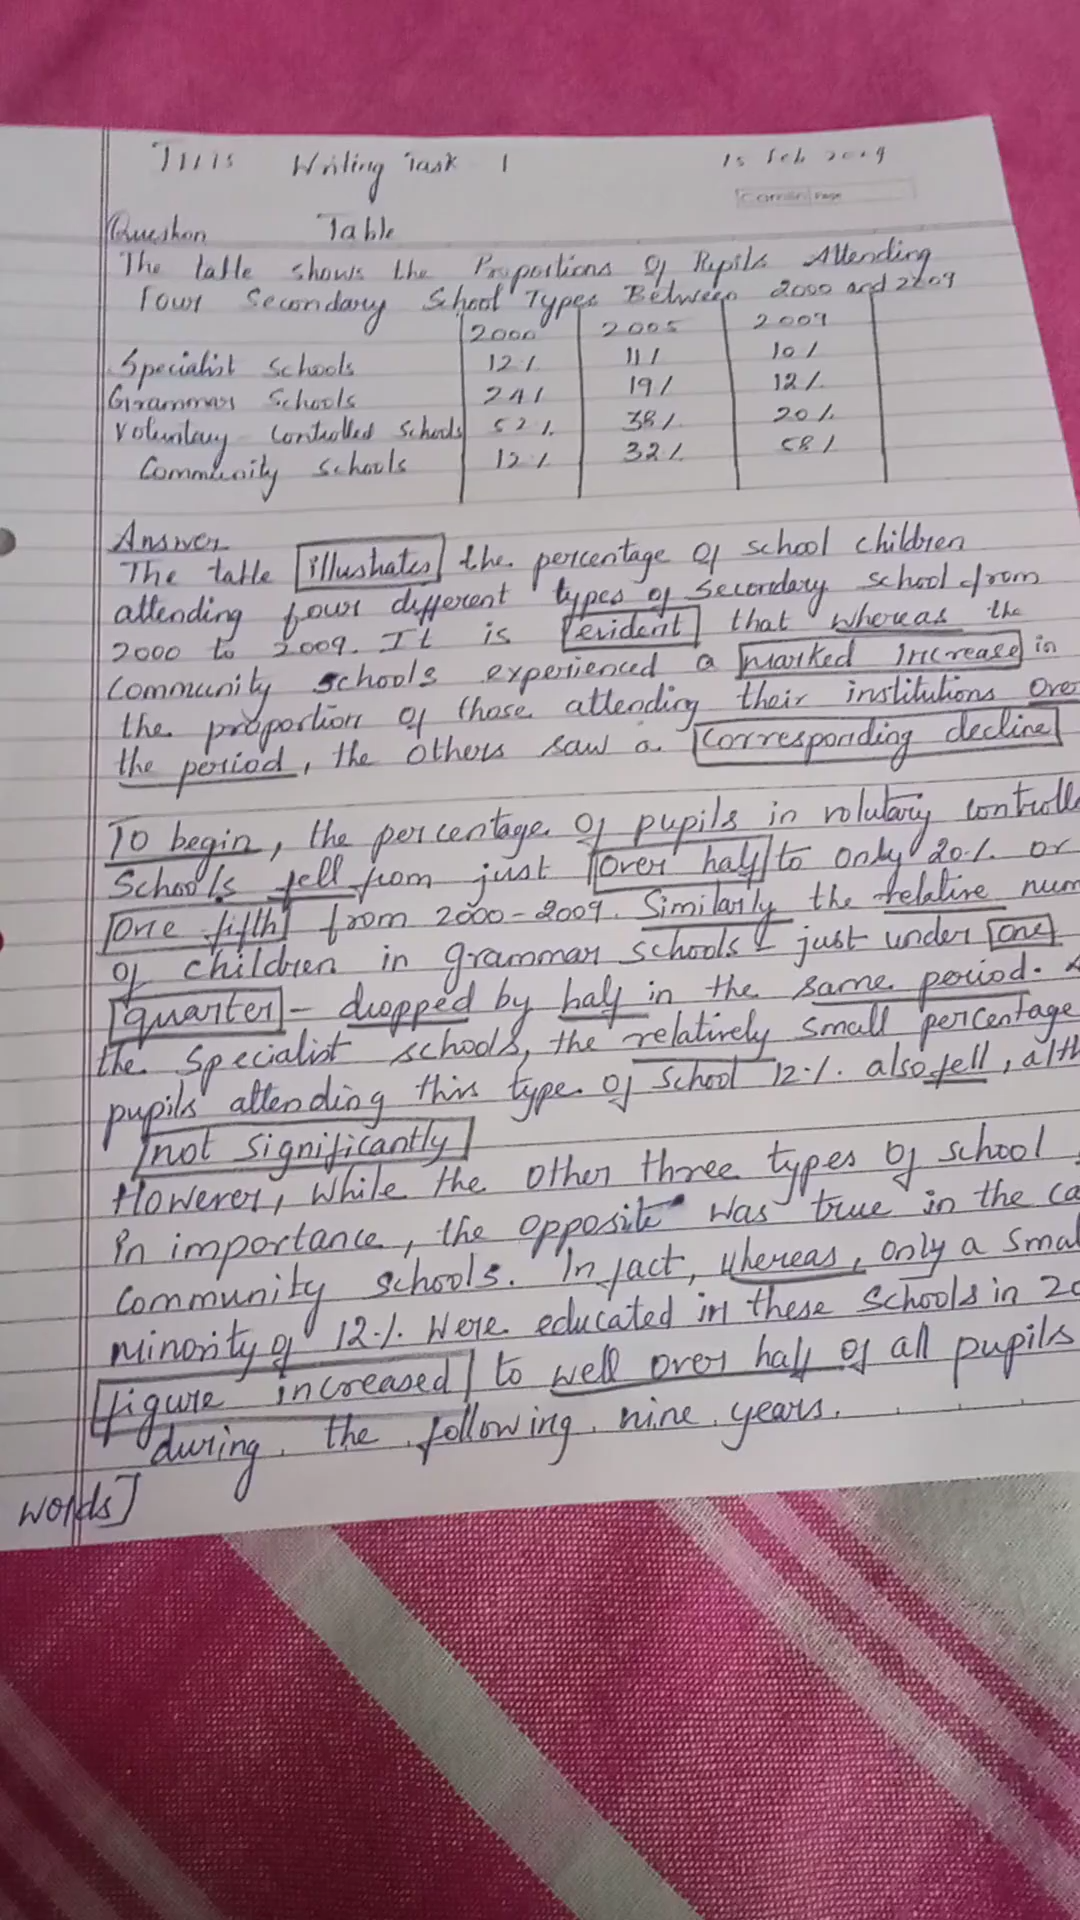 Writing Task 1
Question Table
The table shows the Proportions Of Pupils Attending
Four Secondary School Types Between 2000 and 2009
2000 2005 2009
Specialist Schools 12% 11% 10%
Grammar Schools 24% 19% 12%
Voluntary Controlled Schools 52% 38% 20%
Community Schools 12% 32% 58%
Answer
The table illustrates the percentage of school children
attending four different types of Secondary school from
2000 to 2009. It is evident that whereas the
Community schools experienced a marked increase in
the proportion of those attending their institutions over
the period, the others saw a corresponding decline
To begin, the percentage of pupils in volutary
Schools fell from just over half to only 20% or
one fifth from 2000-2009. Similarly the relative
of children in grammar schools - just under one
quarter - dropped by half in the same period.
the Specialist schools, the relatively small percentage
pupils attending this type of School 12% also fell,
not significantly
However, while the other three types of school
in importance, the opposite was true in the
community schools. In fact, whereas, only a
minority of 12% were educated in these schools in
figure increased to well over half of all pupils
during the following nine years.
words]